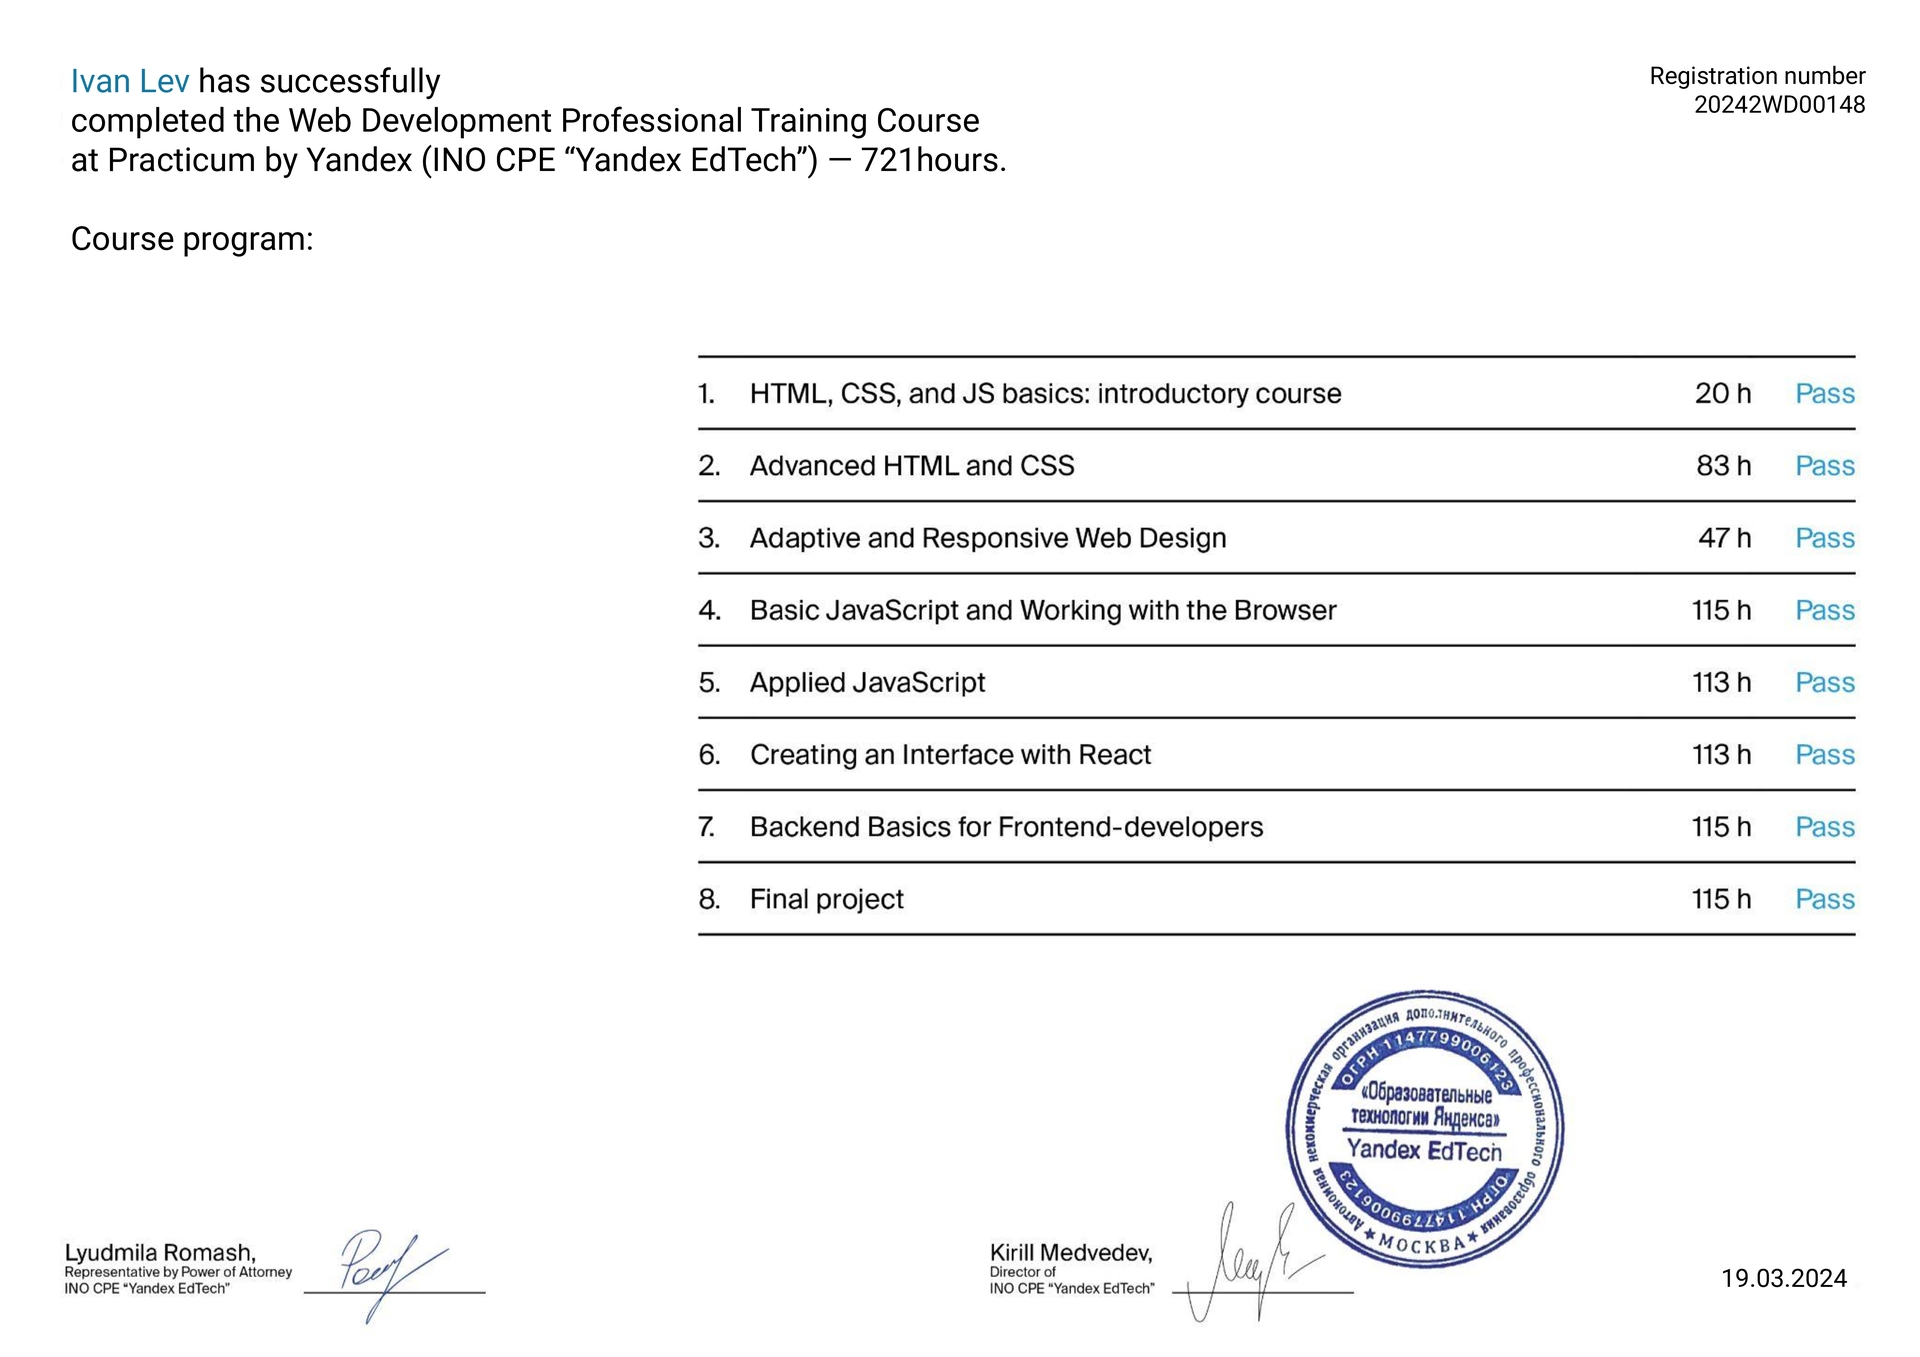 Ivan Lev has successfully
completed the Web Development Professional Training Course
at Practicum by Yandex (INO CPE “Yandex EdTech”) — 721hours.
Registration number
20242WD00148
Course program:
1. HTML, CSS, and JS basics: introductory course 20 h Pass
2. Advanced HTML and CSS 83 h Pass
3. Adaptive and Responsive Web Design 47 h Pass
4. Basic JavaScript and Working with the Browser 115 h Pass
5. Applied JavaScript 113 h Pass
6. Creating an Interface with React 113 h Pass
7. Backend Basics for Frontend-developers 115 h Pass
8. Final project 115 h Pass
Автономная некоммерческая организация дополнительного профессионального образования
ОГРН 1147799006123
«Образовательные
технологии Яндекса»
Yandex EdTech
ОГРН 1147799006123
★ МОСКВА ★
Lyudmila Romash,
Representative by Power of Attorney
INO CPE “Yandex EdTech”
Kirill Medvedev,
Director of
INO CPE “Yandex EdTech”
19.03.2024